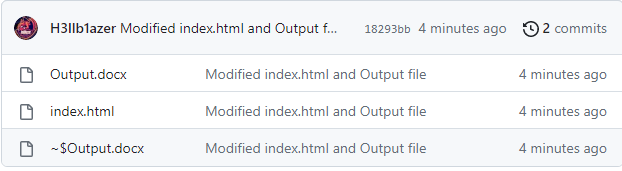 H3llb1azer Modified index.html and Output f... 18293bb 4 minutes ago 2 commits
Output.docx Modified index.html and Output file 4 minutes ago
index.html Modified index.html and Output file 4 minutes ago
~$Output.docx Modified index.html and Output file 4 minutes ago